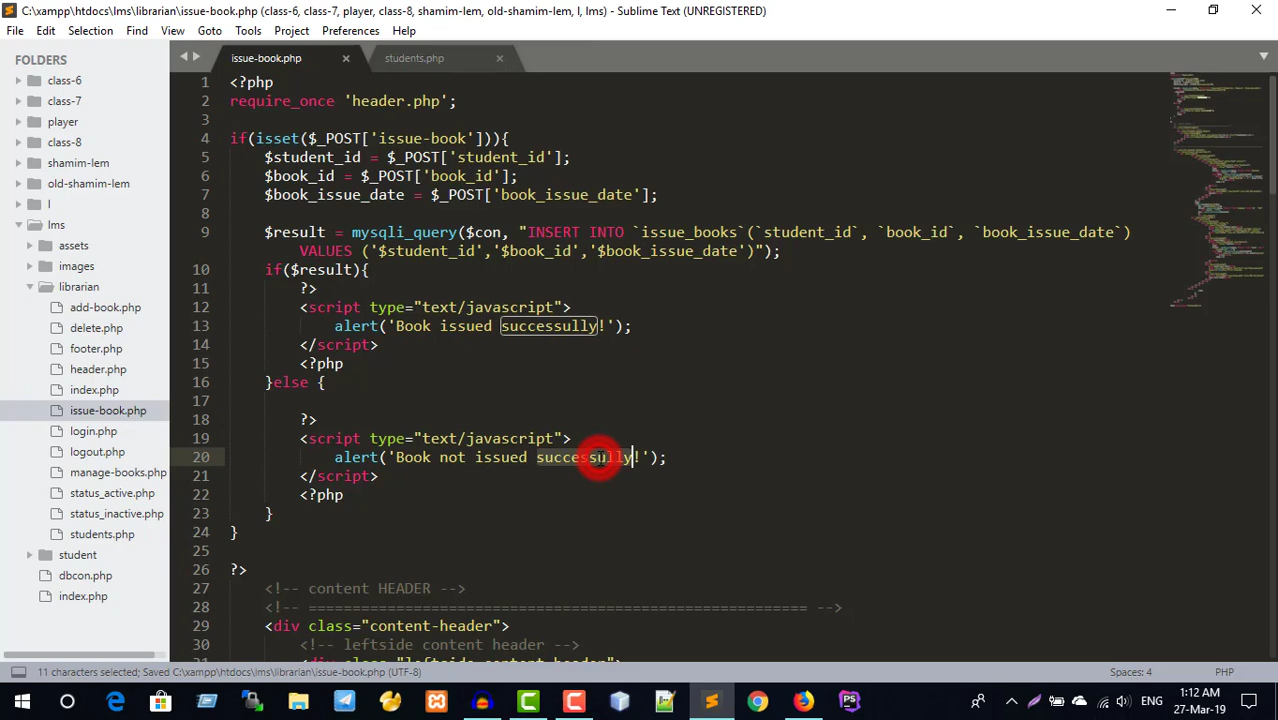 C:\xampp\htdocs\lms\librarian\issue-book.php (class-6, class-7, player, class-8, shamim-lem, old-shamim-lem, l, lms) - Sublime Text (UNREGISTERED)
File Edit Selection Find View Goto Tools Project Preferences Help
FOLDERS
class-6
class-7
player
class-8
shamim-lem
old-shamim-lem
l
lms
assets
images
librarian
add-book.php
delete.php
footer.php
header.php
index.php
issue-book.php
login.php
logout.php
manage-books.php
status_active.php
status_inactive.php
students.php
student
dbcon.php
index.php
issue-book.php students.php
1 <?php
2 require_once 'header.php';
3
4 if(isset($_POST['issue-book'])){
5 $student_id = $_POST['student_id'];
6 $book_id = $_POST['book_id'];
7 $book_issue_date = $_POST['book_issue_date'];
8
9 $result = mysqli_query($con, "INSERT INTO `issue_books`(`student_id`, `book_id`, `book_issue_date`)
VALUES ('$student_id','$book_id','$book_issue_date')");
10 if($result){
11 ?>
12 <script type="text/javascript">
13 alert('Book issued successully!');
14 </script>
15 <?php
16 }else {
17
18 ?>
19 <script type="text/javascript">
20 alert('Book not issued successully!');
21 </script>
22 <?php
23 }
24 }
25
26 ?>
27 <!-- content HEADER -->
28 <!-- ========================================================= -->
29 <div class="content-header">
30 <!-- leftside content header -->
31 <div class="leftside-content-header">
11 characters selected; Saved C:\xampp\htdocs\lms\librarian\issue-book.php (UTF-8) Spaces: 4 PHP
ENG
1:12 AM
27-Mar-19